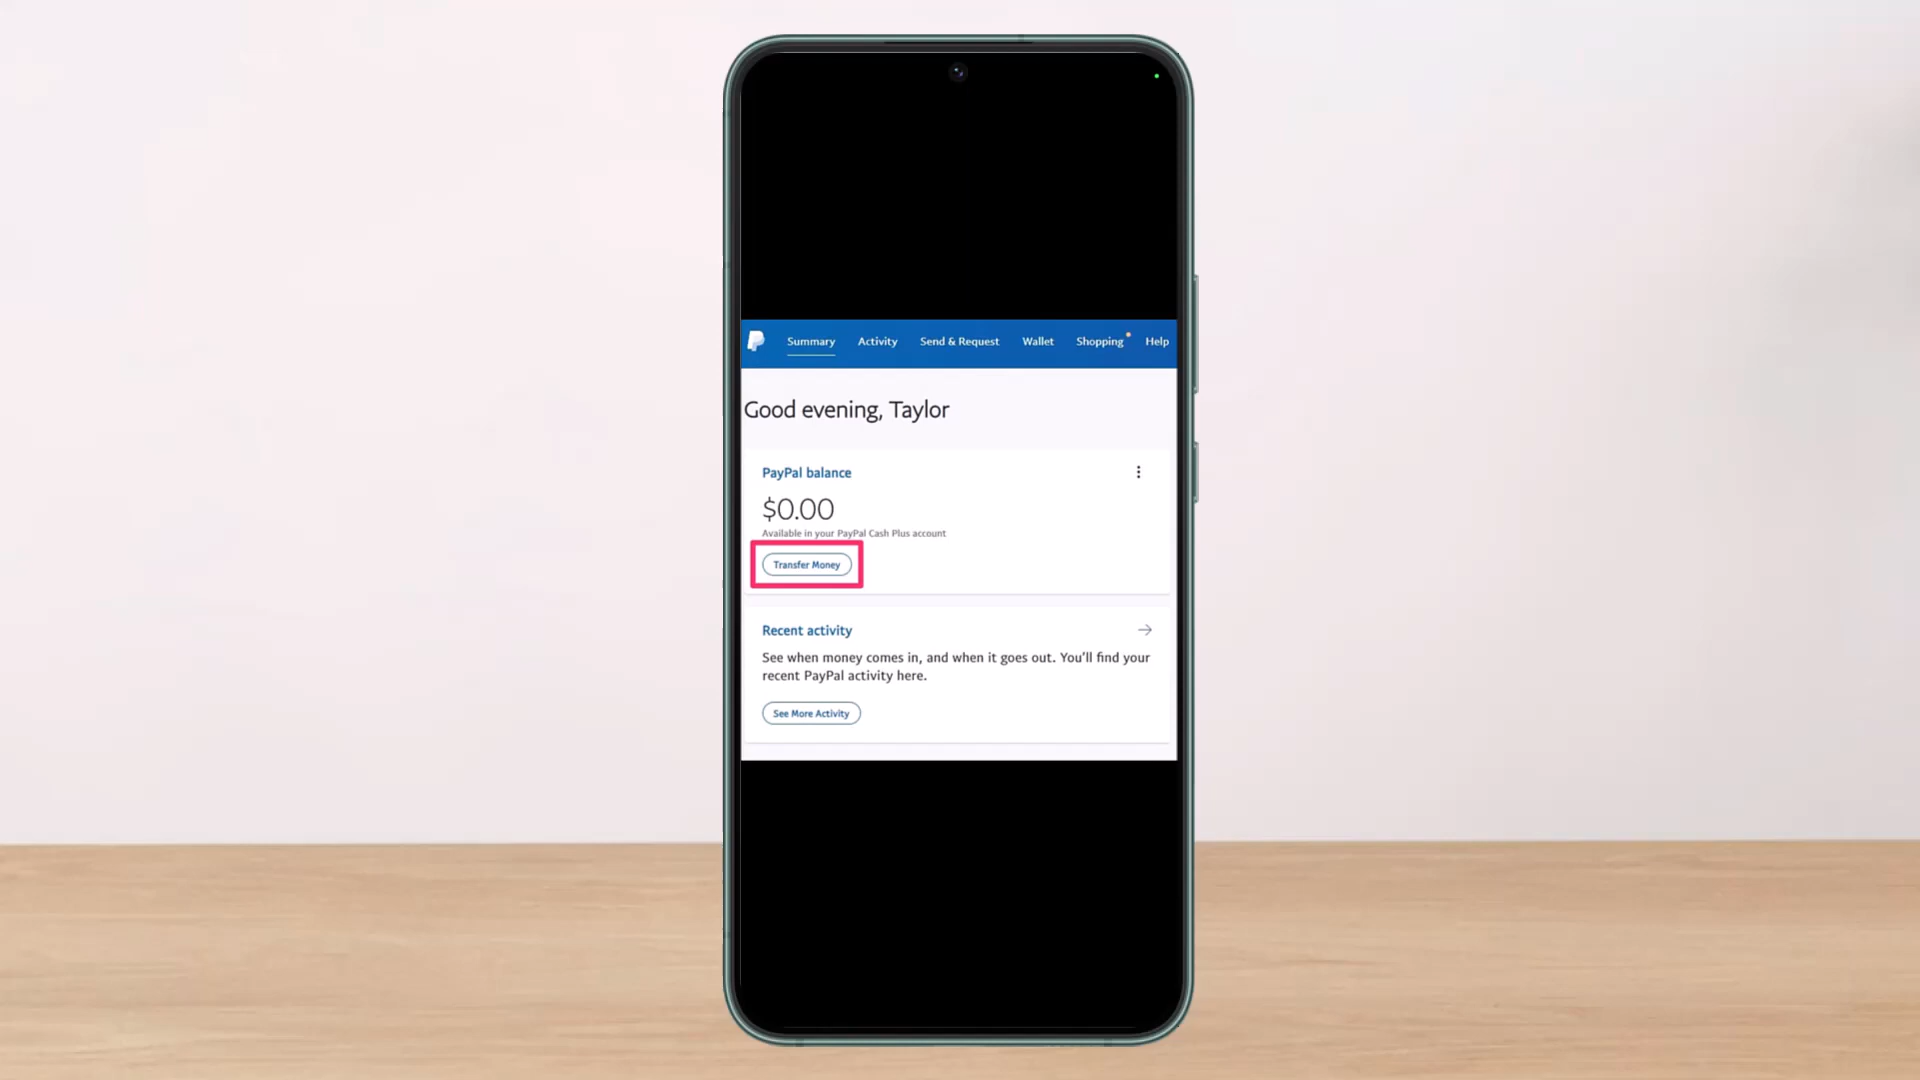 Summary Activity Send & Request Wallet Shopping Help
Good evening, Taylor
PayPal balance
$0.00
Available in your PayPal Cash Plus account
Transfer Money
Recent activity
See when money comes in, and when it goes out. You'll find your
recent PayPal activity here.
See More Activity